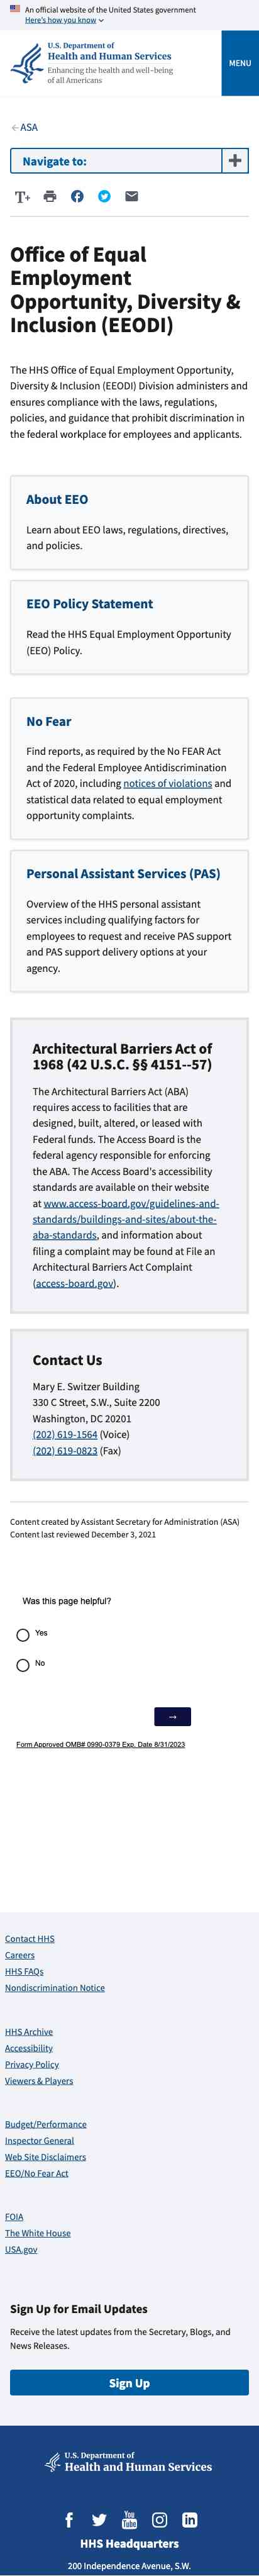 An official website of the United States government
Here's how you know
U.S. Department of
Health and Human Services
Enhancing the health and well-being
of all Americans
MENU
←ASA
Navigate to:
T+
Office of Equal
Employment
Opportunity, Diversity &
Inclusion (EEODI)
The HHS Office of Equal Employment Opportunity,
Diversity & Inclusion (EEODI) Division administers and
ensures compliance with the laws, regulations,
policies, and guidance that prohibit discrimination in
the federal workplace for employees and applicants.
About EEO
Learn about EEO laws, regulations, directives,
and policies.
EEO Policy Statement
Read the HHS Equal Employment Opportunity
(EEO) Policy.
No Fear
Find reports, as required by the No FEAR Act
and the Federal Employee Antidiscrimination
Act of 2020, including notices of violations and
statistical data related to equal employment
opportunity complaints.
Personal Assistant Services (PAS)
Overview of the HHS personal assistant
services including qualifying factors for
employees to request and receive PAS support
and PAS support delivery options at your
agency.
Architectural Barriers Act of
1968 (42 U.S.C. §§ 4151--57)
The Architectural Barriers Act (ABA)
requires access to facilities that are
designed, built, altered, or leased with
Federal funds. The Access Board is the
federal agency responsible for enforcing
the ABA. The Access Board's accessibility
standards are available on their website
at www.access-board.gov/guidelines-and-
standards/buildings-and-sites/about-the-
aba-standards, and information about
filing a complaint may be found at File an
Architectural Barriers Act Complaint
(access-board.gov).
Contact Us
Mary E. Switzer Building
330 C Street, S.W., Suite 2200
Washington, DC 20201
(202) 619-1564 (Voice)
(202) 619-0823 (Fax)
Content created by Assistant Secretary for Administration (ASA)
Content last reviewed December 3, 2021
Was this page helpful?
Yes
No
→
Form Approved OMB# 0990-0379 Exp. Date 8/31/2023
Contact HHS
Careers
HHS FAQs
Nondiscrimination Notice
HHS Archive
Accessibility
Privacy Policy
Viewers & Players
Budget/Performance
Inspector General
Web Site Disclaimers
EEO/No Fear Act
FOIA
The White House
USA.gov
Sign Up for Email Updates
Receive the latest updates from the Secretary, Blogs, and
News Releases.
Sign Up
U.S. Department of
Health and Human Services
You Tube
HHS Headquarters
200 Independence Avenue, S.W.